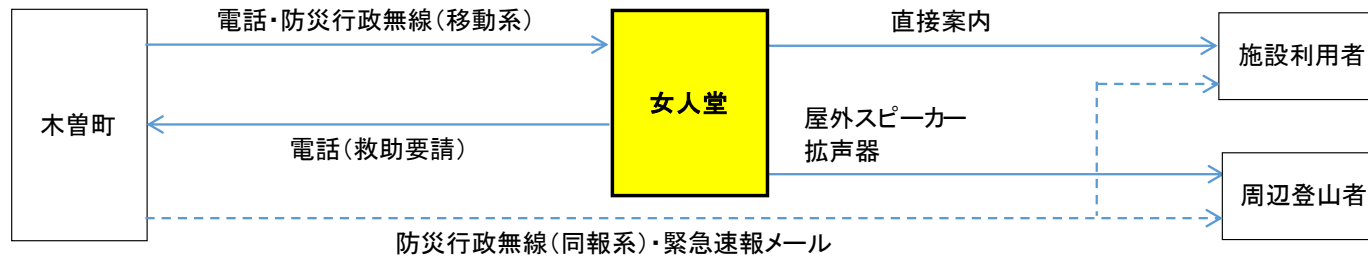 電話・防災行政無線(移動系)
直接案内
施設利用者
木曽町
女人堂
屋外スピーカー
拡声器
電話(救助要請)
周辺登山者
防災行政無線(同報系)・緊急速報メール